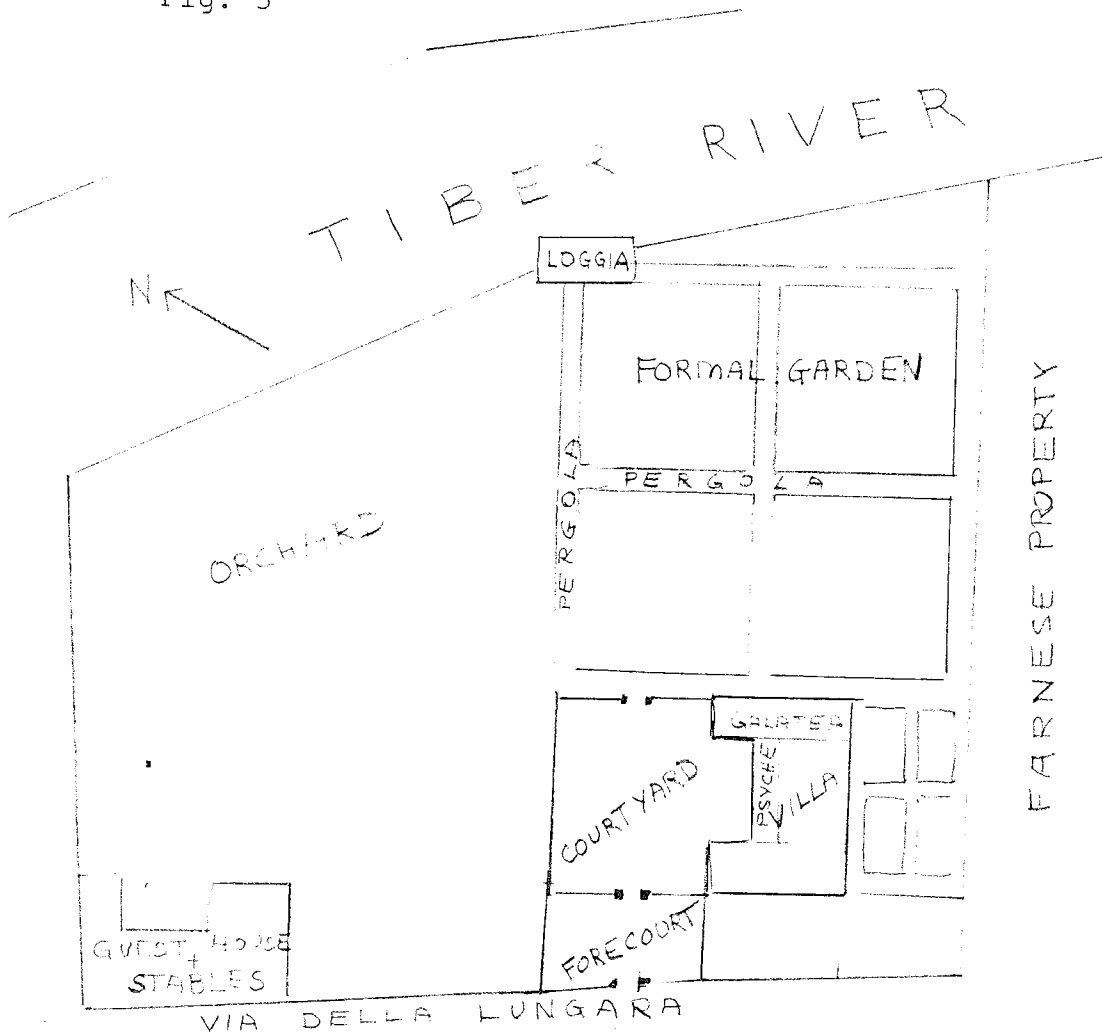 Fig. 3
TIBER RIVER
N
LOGGIA
FORMAL GARDEN
PERGOLA
PERGOLA
ORCHARD
FARNESE PROPERTY
GALATEA
PSYCHE
VILLA
COURTYARD
FORECOURT
GUEST HOUSE
+
STABLES
VIA DELLA LUNGARA